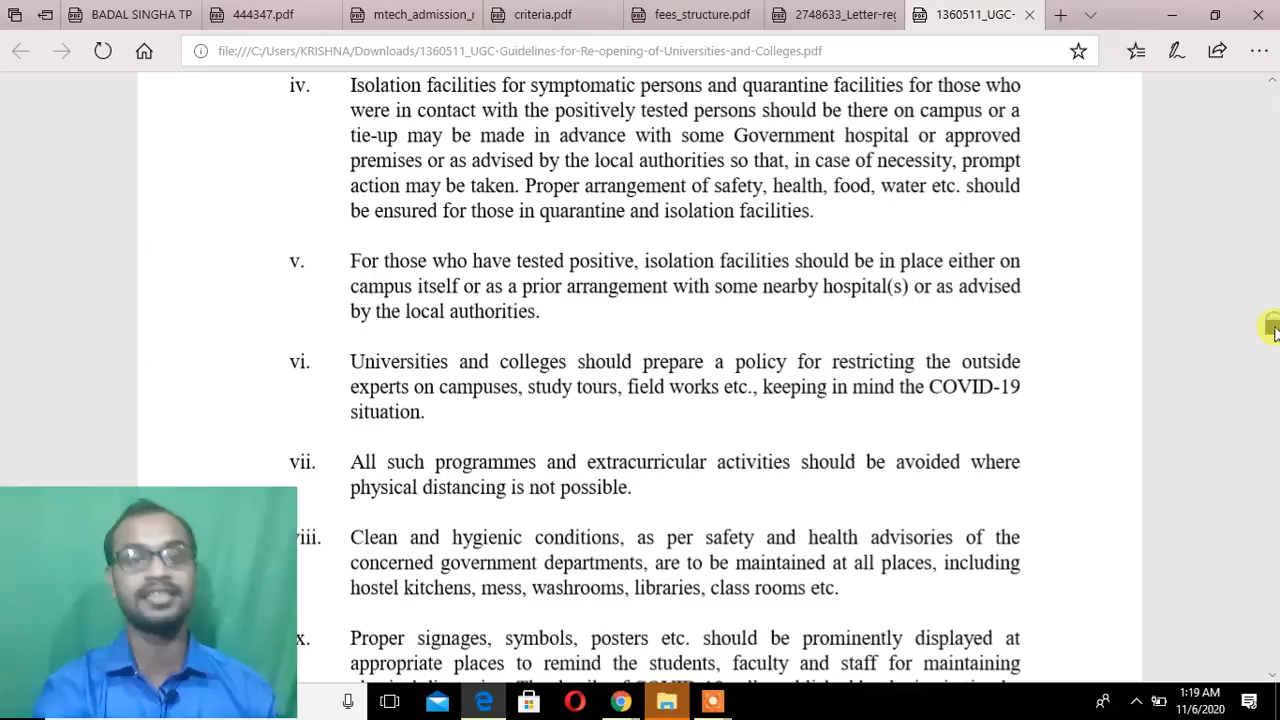 BADAL SINGHA TP
444347.pdf
mtech_admission_r
criteria.pdf
fees_structure.pdf
2748633_Letter-reg
1360511_UGC-
file:///C:/Users/KRISHNA/Downloads/1360511_UGC-Guidelines-for-Re-opening-of-Universities-and-Colleges.pdf
iv. Isolation facilities for symptomatic persons and quarantine facilities for those who
were in contact with the positively tested persons should be there on campus or a
tie-up may be made in advance with some Government hospital or approved
premises or as advised by the local authorities so that, in case of necessity, prompt
action may be taken. Proper arrangement of safety, health, food, water etc. should
be ensured for those in quarantine and isolation facilities.
v. For those who have tested positive, isolation facilities should be in place either on
campus itself or as a prior arrangement with some nearby hospital(s) or as advised
by the local authorities.
vi. Universities and colleges should prepare a policy for restricting the outside
experts on campuses, study tours, field works etc., keeping in mind the COVID-19
situation.
vii. All such programmes and extracurricular activities should be avoided where
physical distancing is not possible.
viii. Clean and hygienic conditions, as per safety and health advisories of the
concerned government departments, are to be maintained at all places, including
hostel kitchens, mess, washrooms, libraries, class rooms etc.
x. Proper signages, symbols, posters etc. should be prominently displayed at
appropriate places to remind the students, faculty and staff for maintaining
1:19 AM
11/6/2020